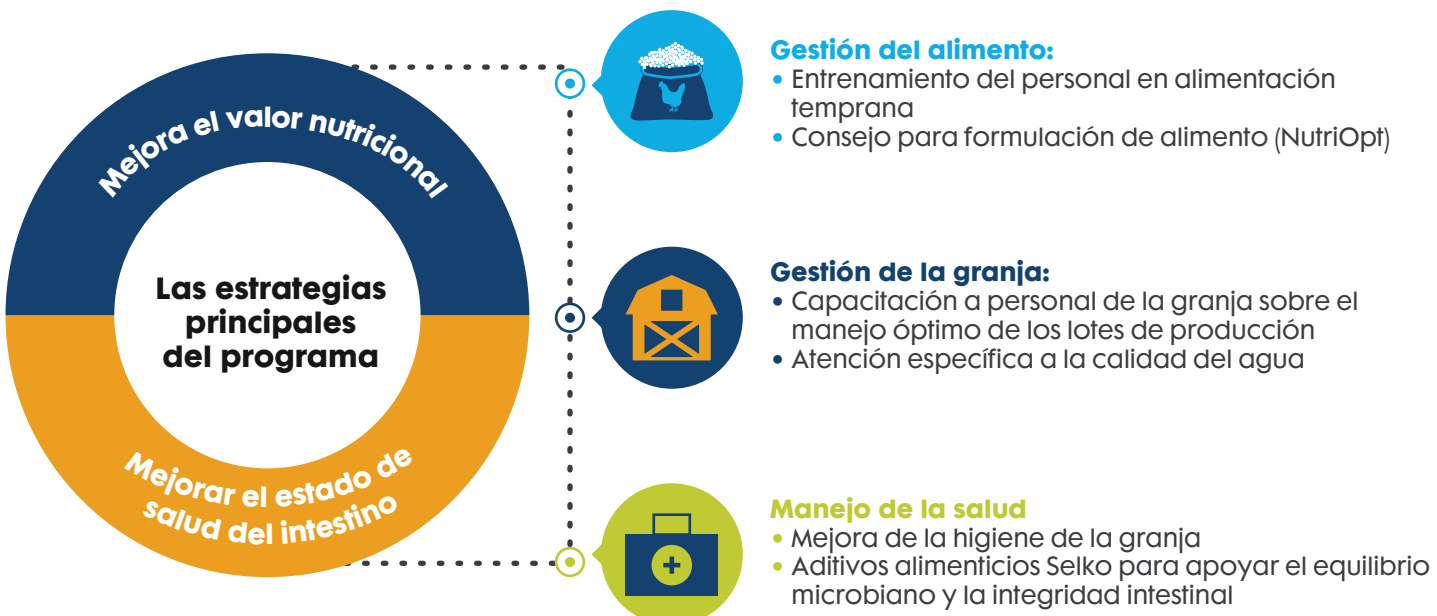 Mejora el valor nutricional
Las estrategias
principales
del programa
Mejorar el estado de
salud del intestino
Gestión del alimento:
• Entrenamiento del personal en alimentación
temprana
• Consejo para formulación de alimento (NutriOpt)
Gestión de la granja:
• Capacitación a personal de la granja sobre el
manejo óptimo de los lotes de producción
• Atención específica a la calidad del agua
Manejo de la salud
• Mejora de la higiene de la granja
• Aditivos alimenticios Selko para apoyar el equilibrio
microbiano y la integridad intestinal